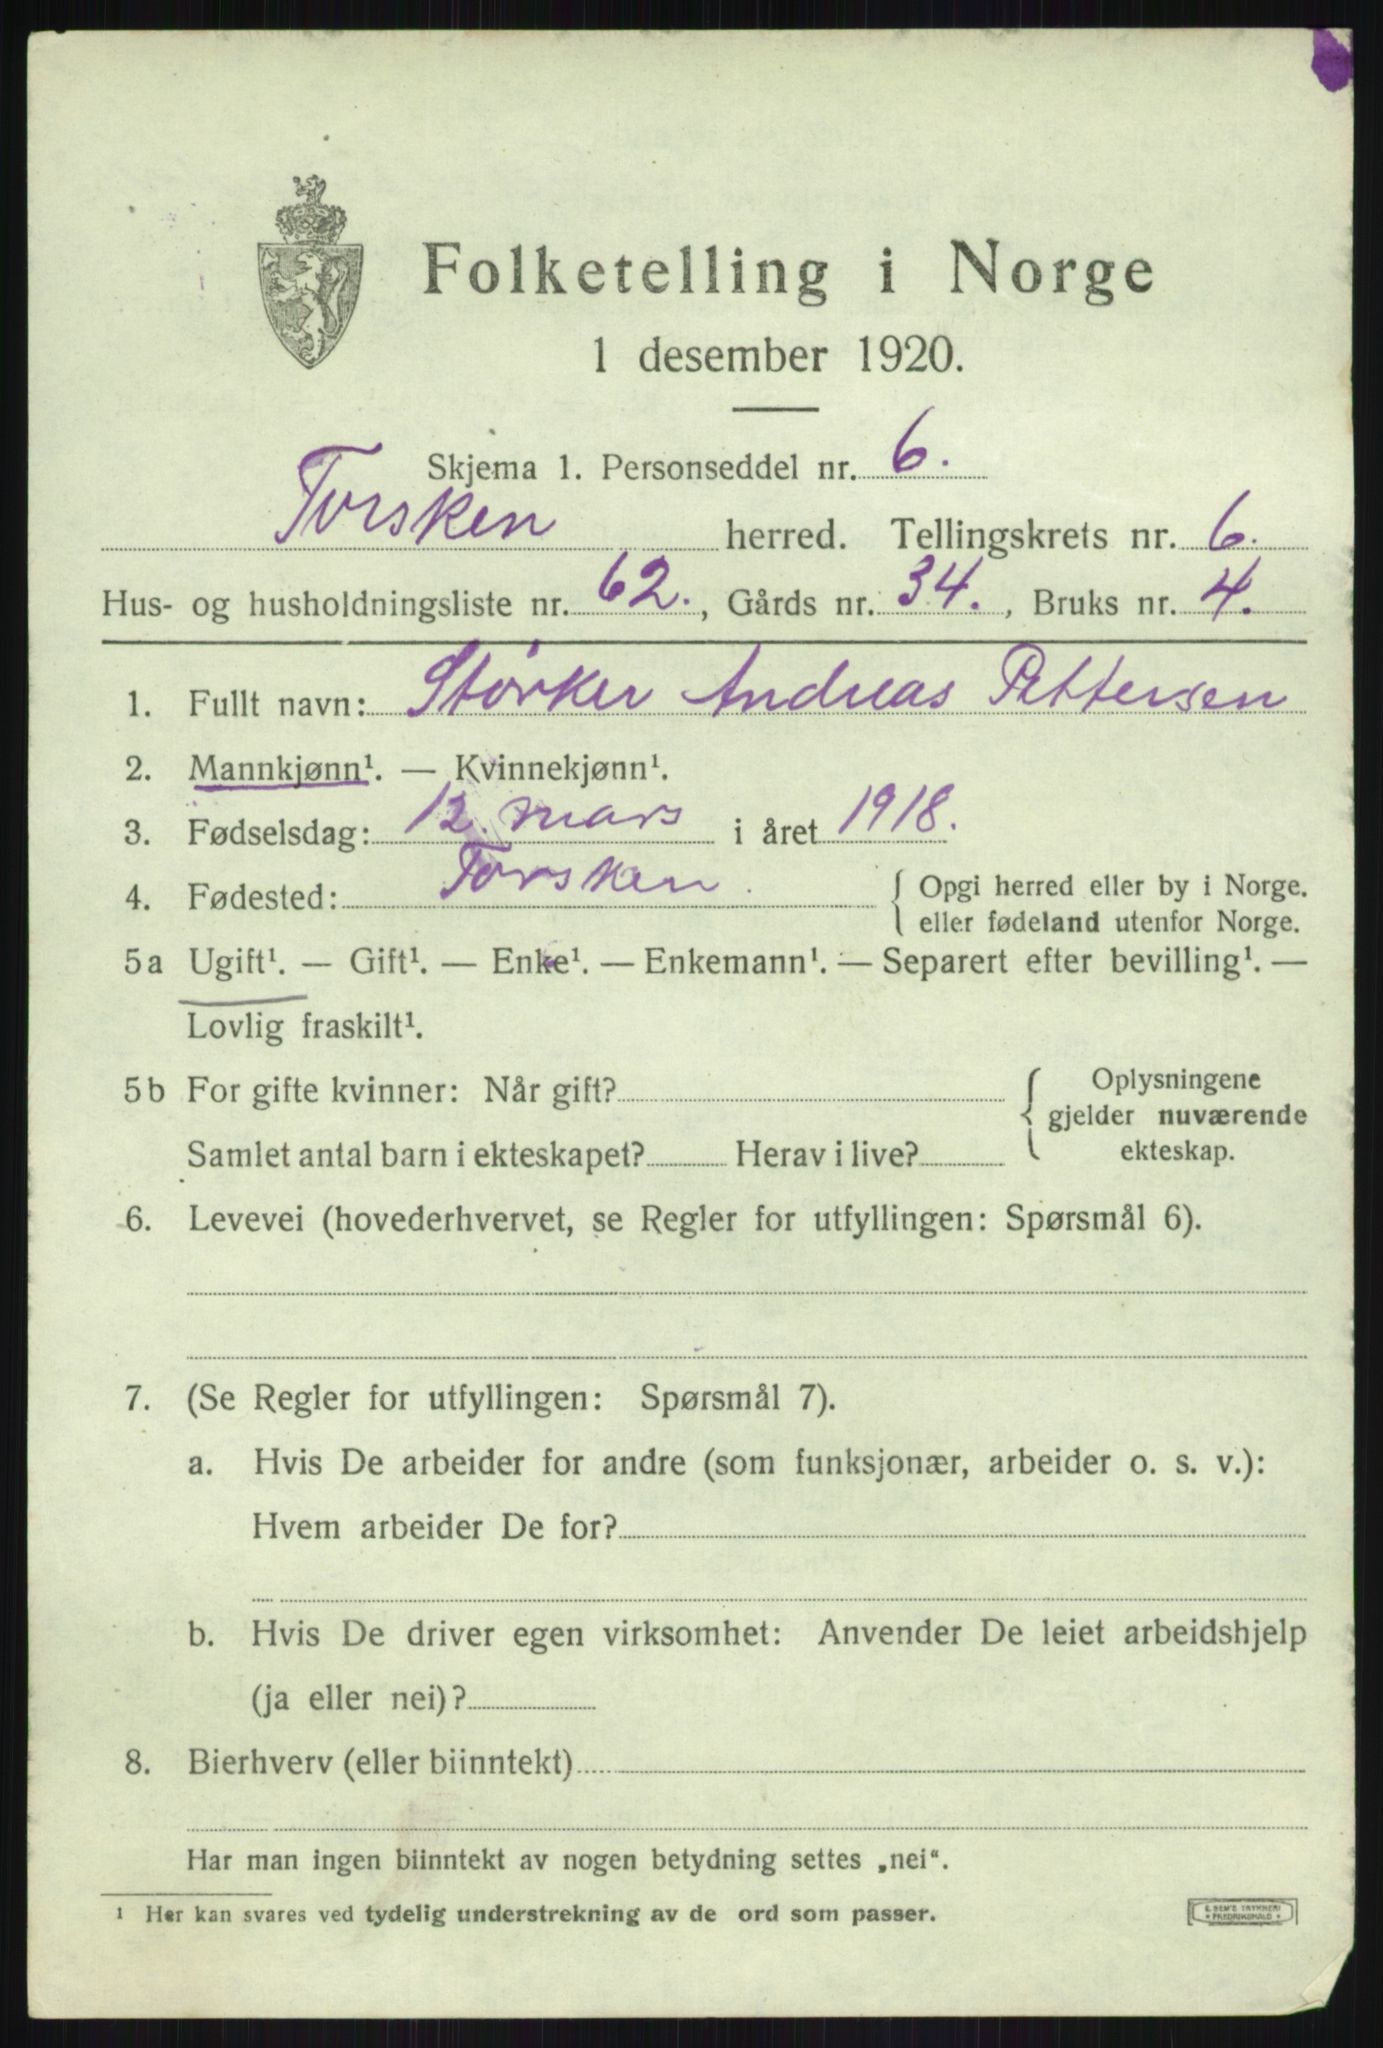 Folketelling i Norge
1 desember 1920.
Skjema 1. Personseddel nr. 6.
Torsken herred. Tellingskrets nr. 6.
Hus- og husholdningsliste nr. 62., Gårds nr. 34., Bruks nr. 4.
1. Fullt navn: Størker Andreas Pettersen
2. Mannkjønn¹. — Kvinnekjønn¹.
3. Fødselsdag: 12. mars i året 1918.
4. Fødested: Torsken. { Opgi herred eller by i Norge.
eller fødeland utenfor Norge.
5a Ugift¹. — Gift¹. — Enke¹. — Enkemann¹. — Separert efter bevilling¹. —
Lovlig fraskilt¹.
5b For gifte kvinner: Når gift? { Oplysningene
gjelder nuværende
Samlet antal barn i ekteskapet? Herav i live? ekteskap.
6. Levevei (hovederhvervet, se Regler for utfyllingen: Spørsmål 6).
7. (Se Regler for utfyllingen: Spørsmål 7).
a. Hvis De arbeider for andre (som funksjonær, arbeider o. s. v.):
Hvem arbeider De for?
b. Hvis De driver egen virksomhet: Anvender De leiet arbeidshjelp
(ja eller nei)?
8. Bierhverv (eller biinntekt)
Har man ingen biinntekt av nogen betydning settes „nei“.
¹ Her kan svares ved tydelig understrekning av de ord som passer.
E. SEM'S TRYKKERI
FREDRIKSHALD